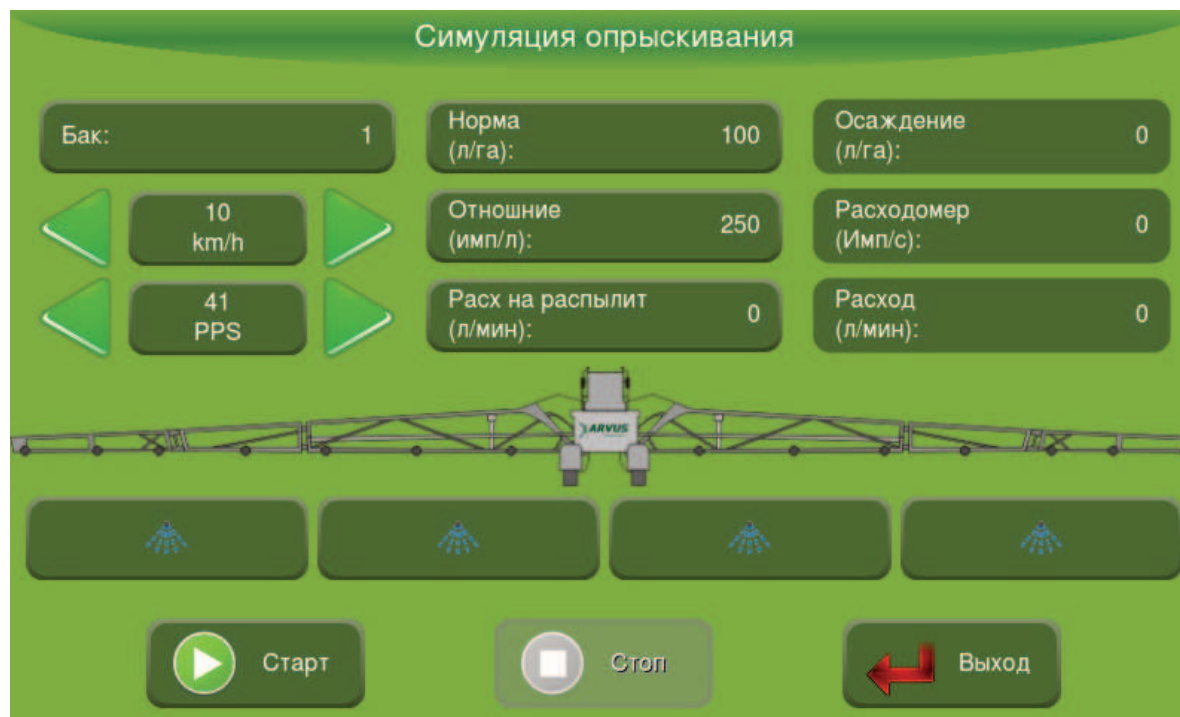 Симуляция опрыскивания
Бак: 1
Норма
(л/га): 100
Осаждение
(л/га): 0
10
km/h
Отношние
(имп/л): 250
Расходомер
(Имп/с): 0
41
PPS
Расх на распылит
(л/мин): 0
Расход
(л/мин): 0
ARVUS
Старт
Стоп
Выход